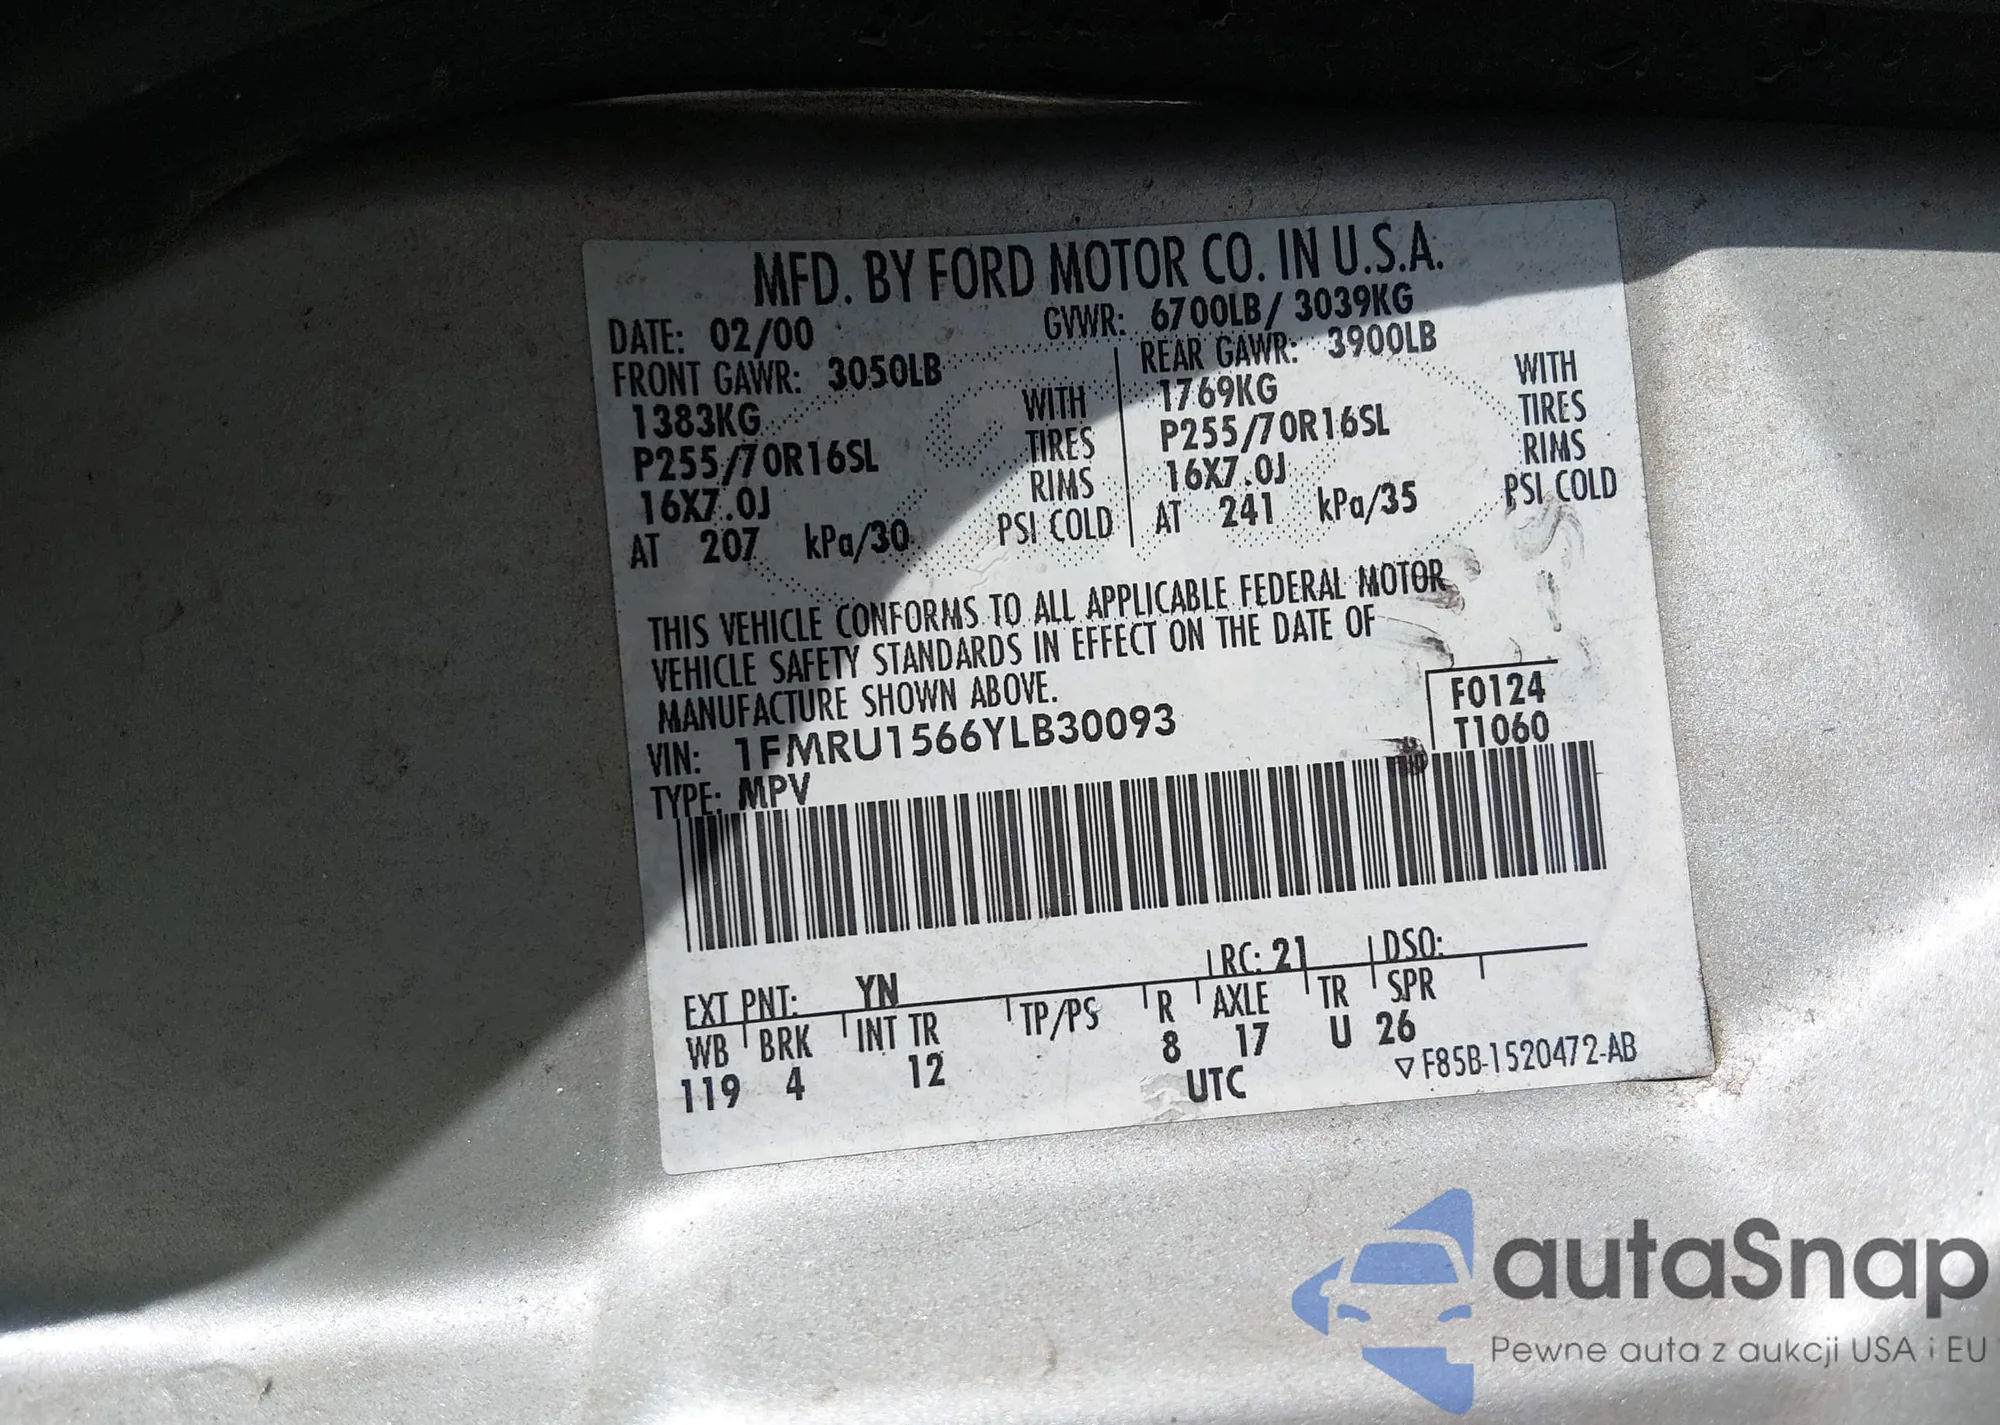 MFD. BY FORD MOTOR CO. IN U.S.A.
DATE: 02/00 GVWR: 6700LB/ 3039KG
FRONT GAWR: 3050LB REAR GAWR: 3900LB
1383KG WITH 1769KG WITH
P255/70R16SL TIRES P255/70R16SL TIRES
16X7.0J RIMS 16X7.0J RIMS
AT 207 kPa/30 PSI COLD AT 241 kPa/35 PSI COLD
THIS VEHICLE CONFORMS TO ALL APPLICABLE FEDERAL MOTOR
VEHICLE SAFETY STANDARDS IN EFFECT ON THE DATE OF
MANUFACTURE SHOWN ABOVE.
VIN: 1FMRU1566YLB30093 F0124
TYPE: MPV T1060
EXT PNT: YN RC: 21 DSO:
WB BRK INT TR TP/PS R AXLE TR SPR
119 4 12 8 17 U 26
UTC F85B-1520472-AB
autaSnap
Pewne auta z aukcji USA i EU